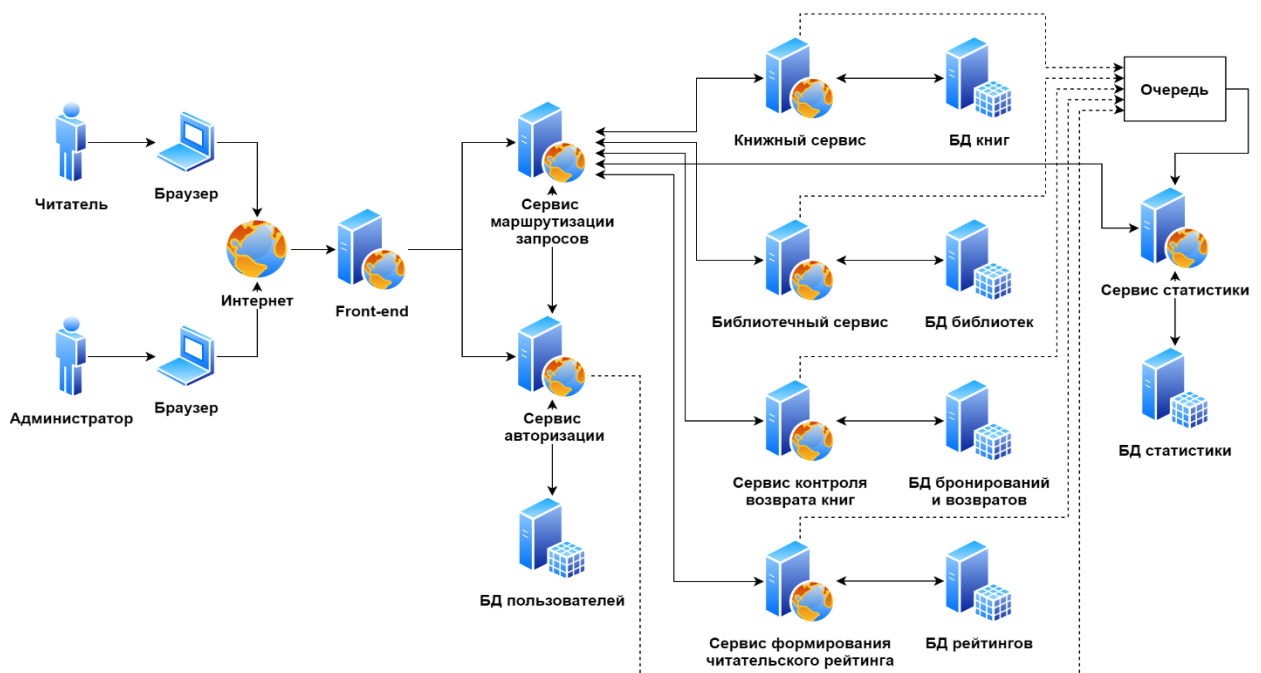 Читатель
Браузер
Администратор
Браузер
Интернет
Front-end
Сервис
маршрутизации
запросов
Сервис
авторизации
БД пользователей
Книжный сервис
БД книг
Библиотечный сервис
БД библиотек
Сервис контроля
возврата книг
БД бронирований
и возвратов
Сервис формирования
читательского рейтинга
БД рейтингов
Очередь
Сервис статистики
БД статистики